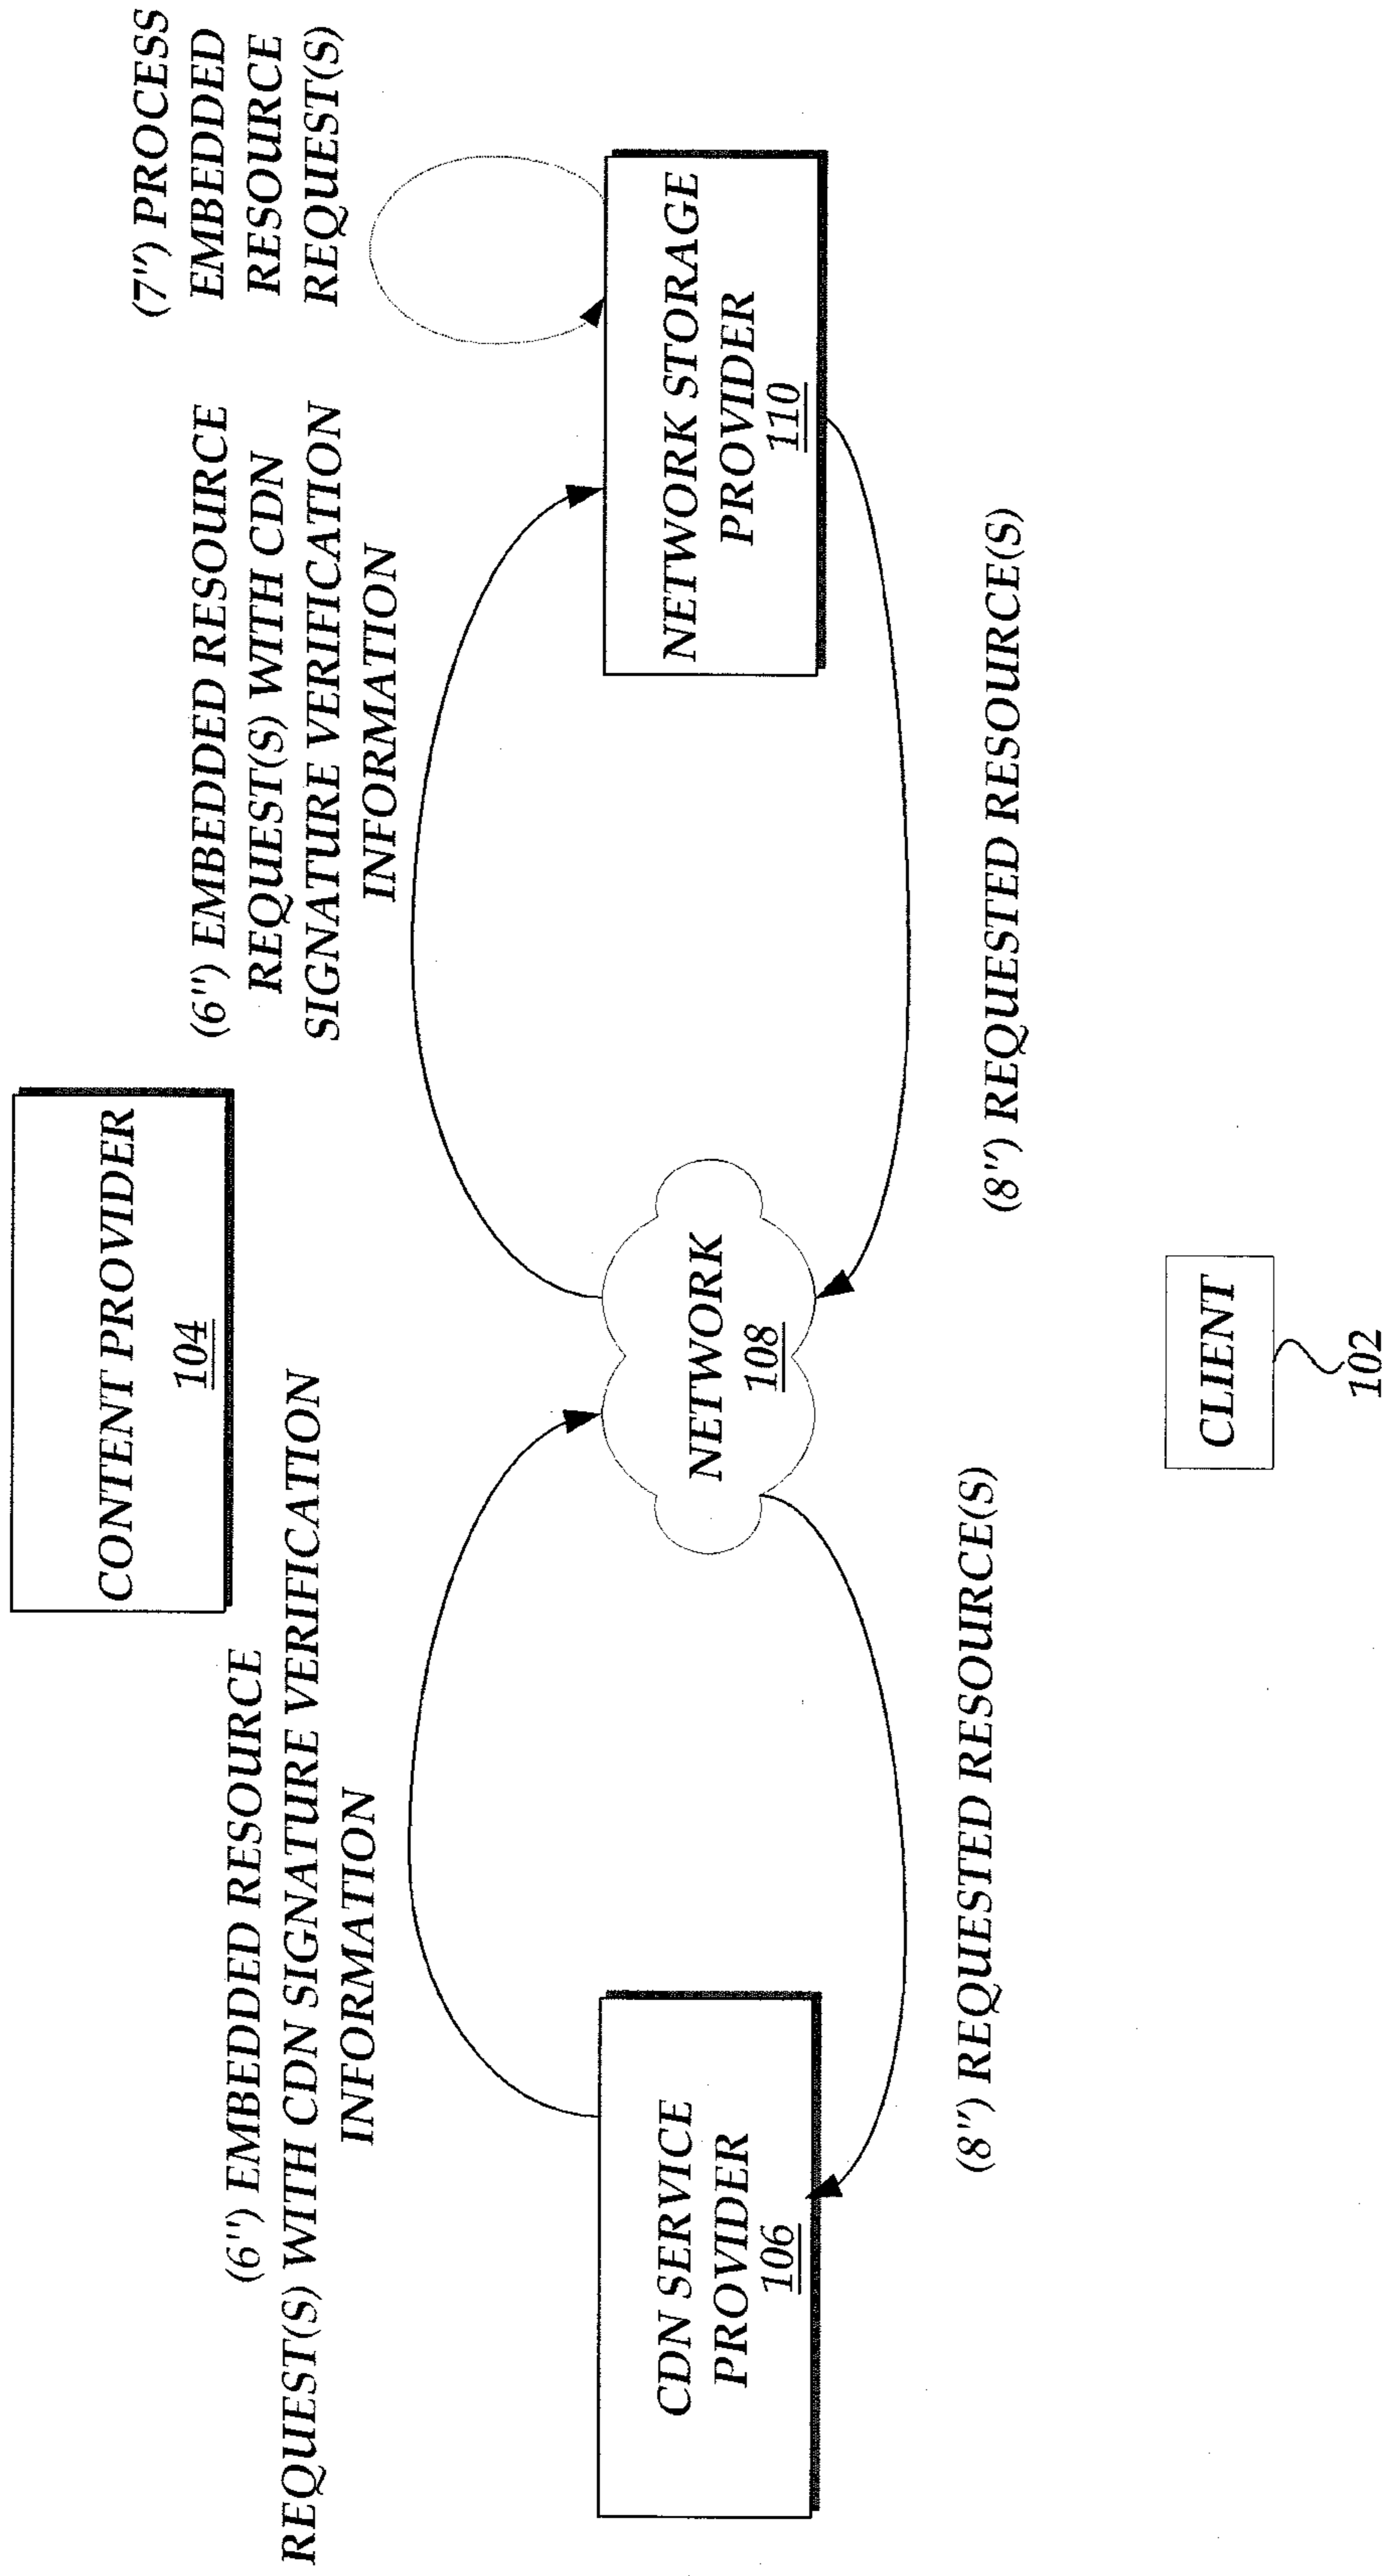 CONTENT PROVIDER
104
(6") EMBEDDED RESOURCE
REQUEST(S) WITH CDN SIGNATURE VERIFICATION
INFORMATION
(6") EMBEDDED RESOURCE
REQUEST(S) WITH CDN
SIGNATURE VERIFICATION
INFORMATION
(7") PROCESS
EMBEDDED
RESOURCE
REQUEST(S)
CDN SERVICE
PROVIDER
106
NETWORK
108
NETWORK STORAGE
PROVIDER
110
(8") REQUESTED RESOURCE(S)
(8") REQUESTED RESOURCE(S)
CLIENT
102